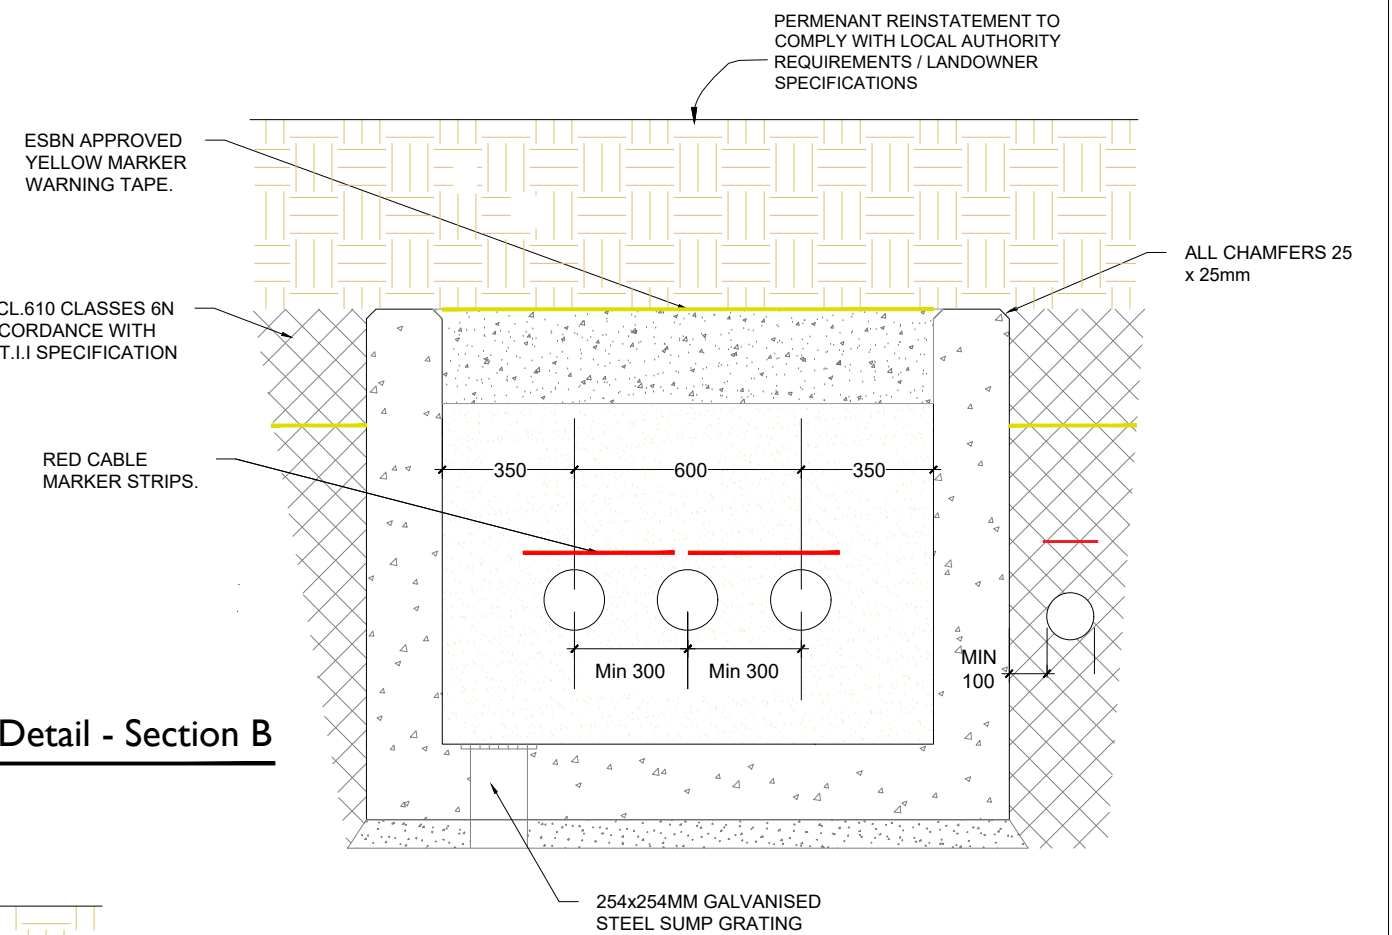 PERMENANT REINSTATEMENT TO
COMPLY WITH LOCAL AUTHORITY
REQUIREMENTS / LANDOWNER
SPECIFICATIONS
ESBN APPROVED
YELLOW MARKER
WARNING TAPE.
ALL CHAMFERS 25
x 25mm
CL.610 CLASSES 6N
CORDANCE WITH
T.I.I SPECIFICATION
RED CABLE
MARKER STRIPS.
350 600 350
Min 300 Min 300
MIN
100
Detail - Section B
254x254MM GALVANISED
STEEL SUMP GRATING